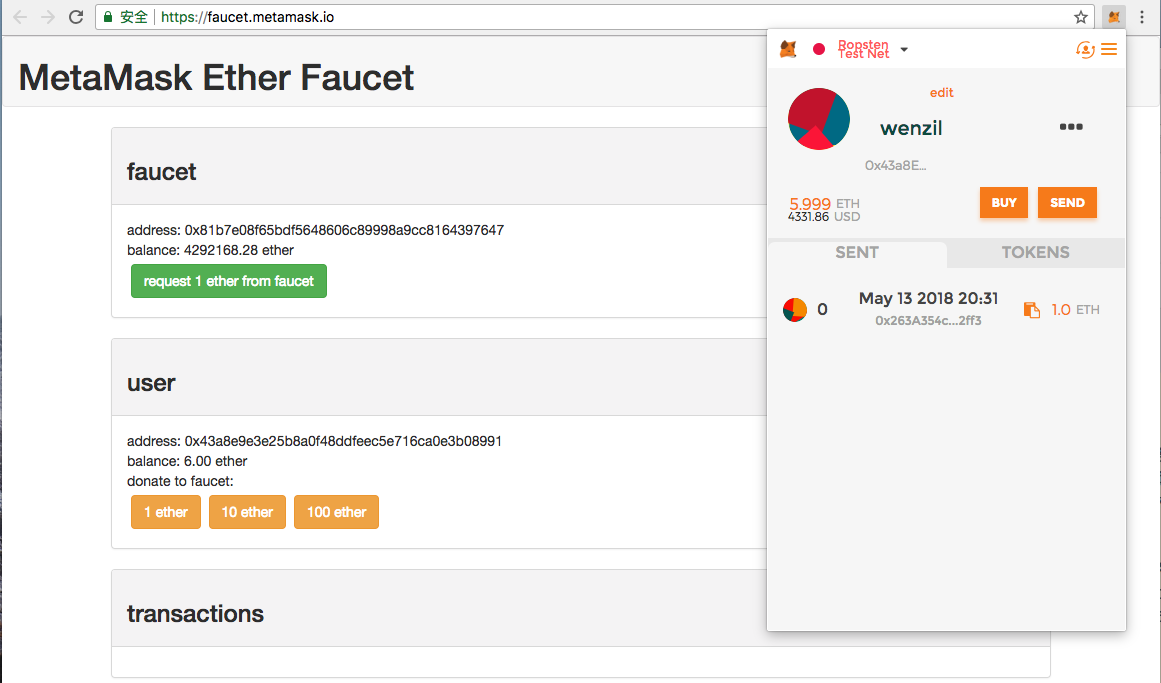 安全 https://faucet.metamask.io
MetaMask Ether Faucet
faucet
address: 0x81b7e08f65bdf5648606c89998a9cc8164397647
balance: 4292168.28 ether
request 1 ether from faucet
user
address: 0x43a8e9e3e25b8a0f48ddfeec5e716ca0e3b08991
balance: 6.00 ether
donate to faucet:
1 ether 10 ether 100 ether
transactions
Ropsten
Test Net
edit
wenzil
0x43a8E...
5.999 ETH
4331.86 USD
BUY SEND
SENT TOKENS
0 May 13 2018 20:31 1.0 ETH
0x263A354c...2ff3